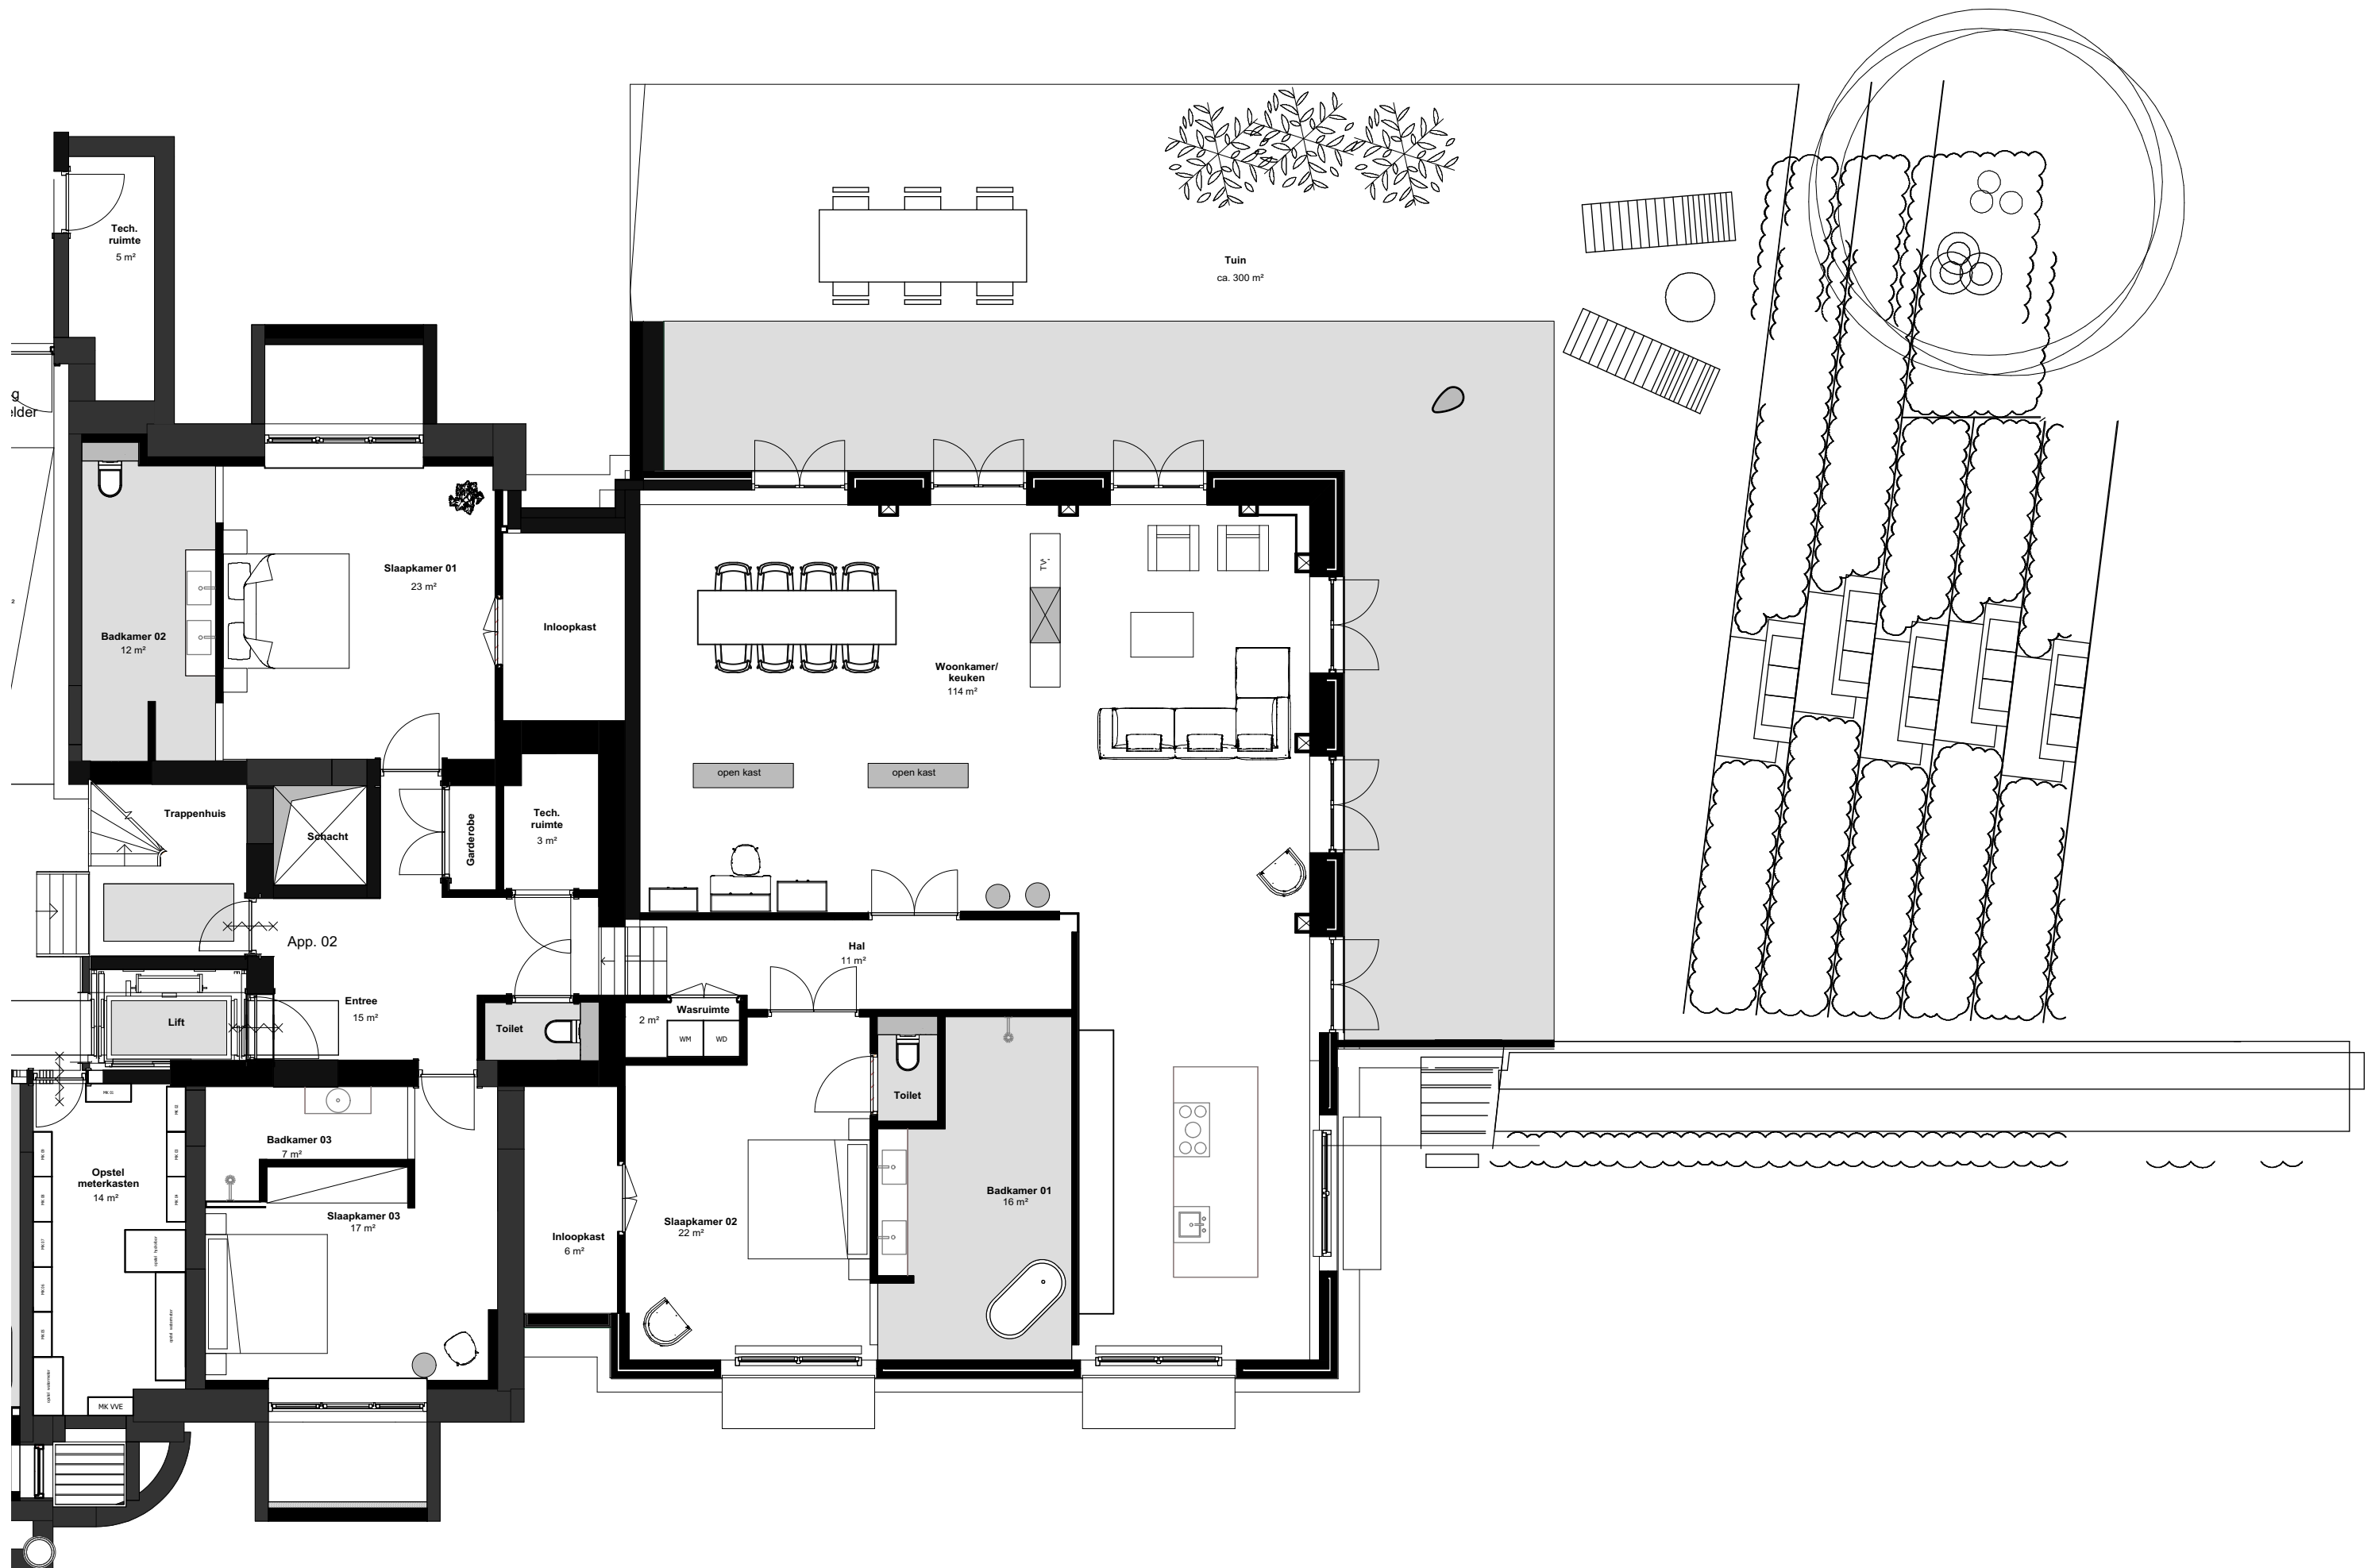 Tech.
ruimte
5 m²
Tuin
ca. 300 m²
g
elder
Slaapkamer 01
23 m²
Badkamer 02
12 m²
Inloopkast
TV
Woonkamer/
keuken
114 m²
open kast
open kast
Trappenhuis
Schacht
Garderobe
Tech.
ruimte
3 m²
App. 02
Hal
11 m²
Entree
15 m²
Lift
Toilet
2 m²
Wasruimte
WM
WD
Toilet
Badkamer 03
7 m²
Opstel
meterkasten
14 m²
Slaapkamer 03
17 m²
Inloopkast
6 m²
Slaapkamer 02
22 m²
Badkamer 01
16 m²
MK VVE